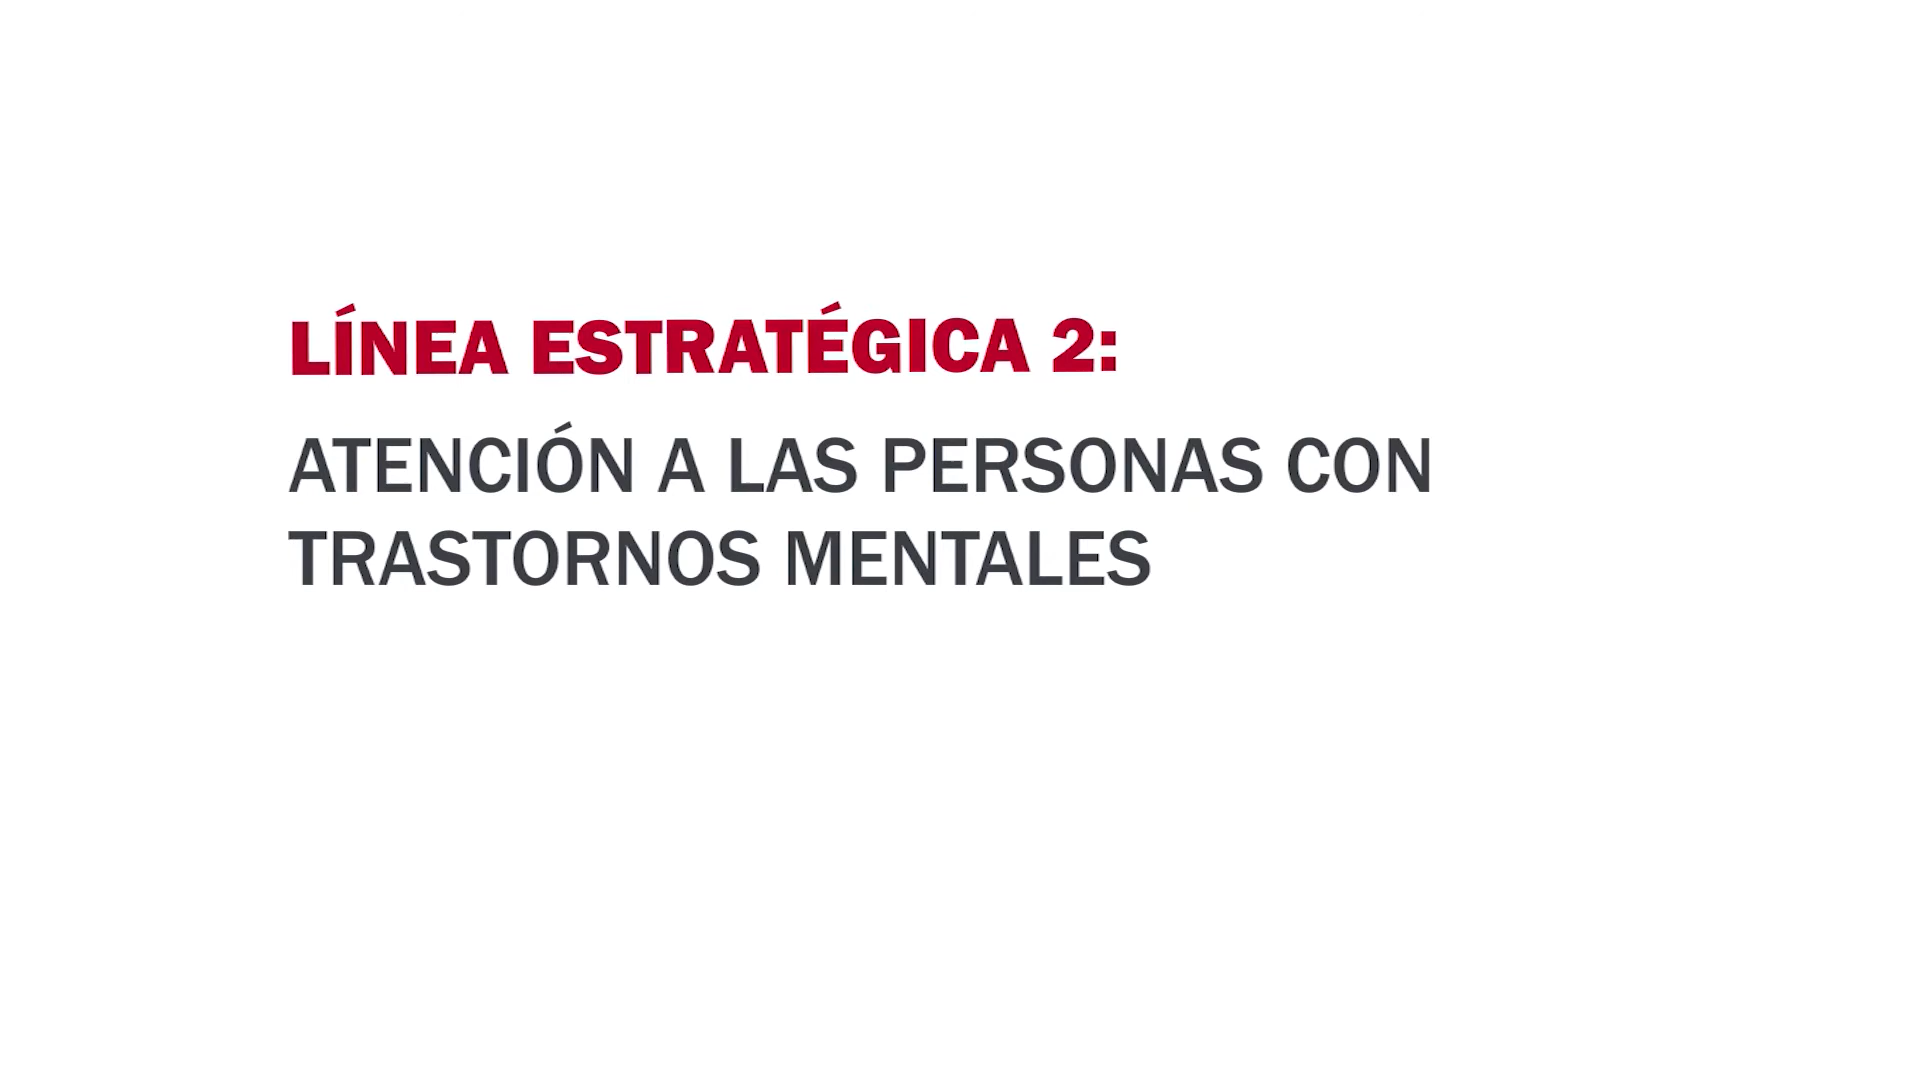 LÍNEA ESTRATÉGICA 2:
ATENCIÓN A LAS PERSONAS CON
TRASTORNOS MENTALES